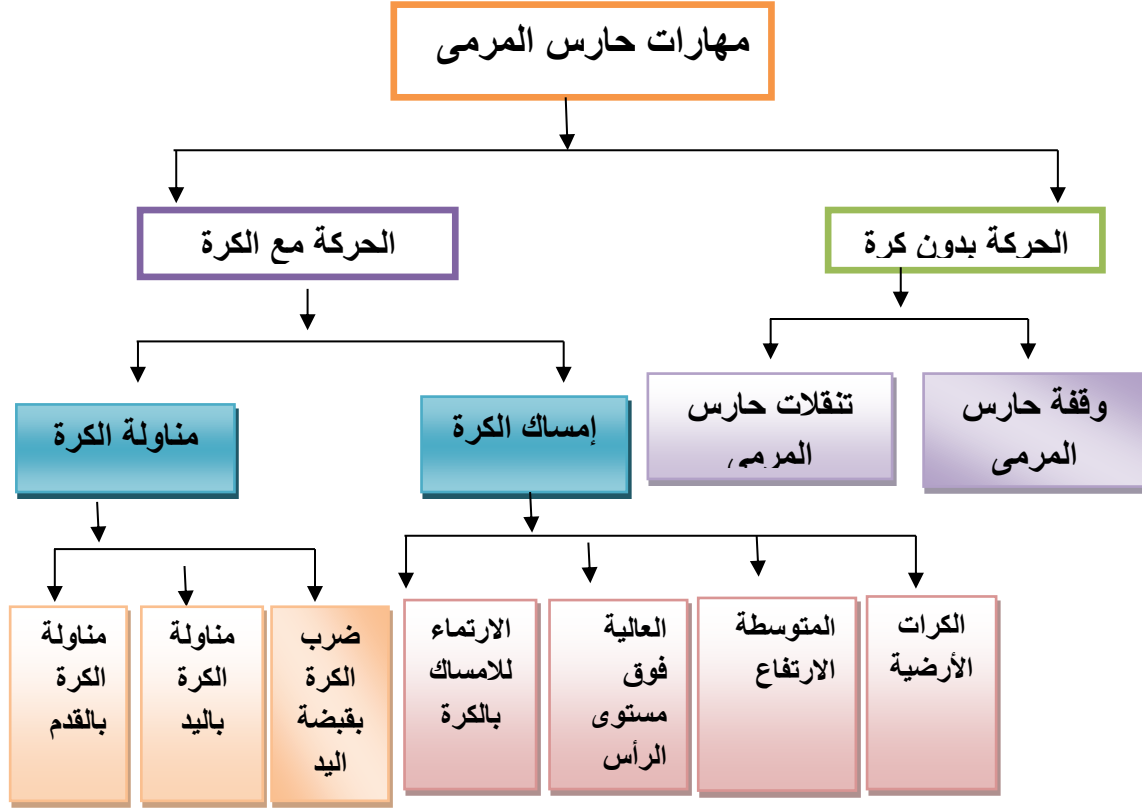 مهارات حارس المرمى
الحركة بدون كرة
الحركة مع الكرة
وقفة حارس
المرمى
تنقلات حارس
المرمى
إمساك الكرة
مناولة الكرة
الكرات
الأرضية
المتوسطة
الارتفاع
العالية
فوق
مستوى
الرأس
الارتماء
للامساك
بالكرة
ضرب
الكرة
بقبضة
اليد
مناولة
الكرة
باليد
مناولة
الكرة
بالقدم